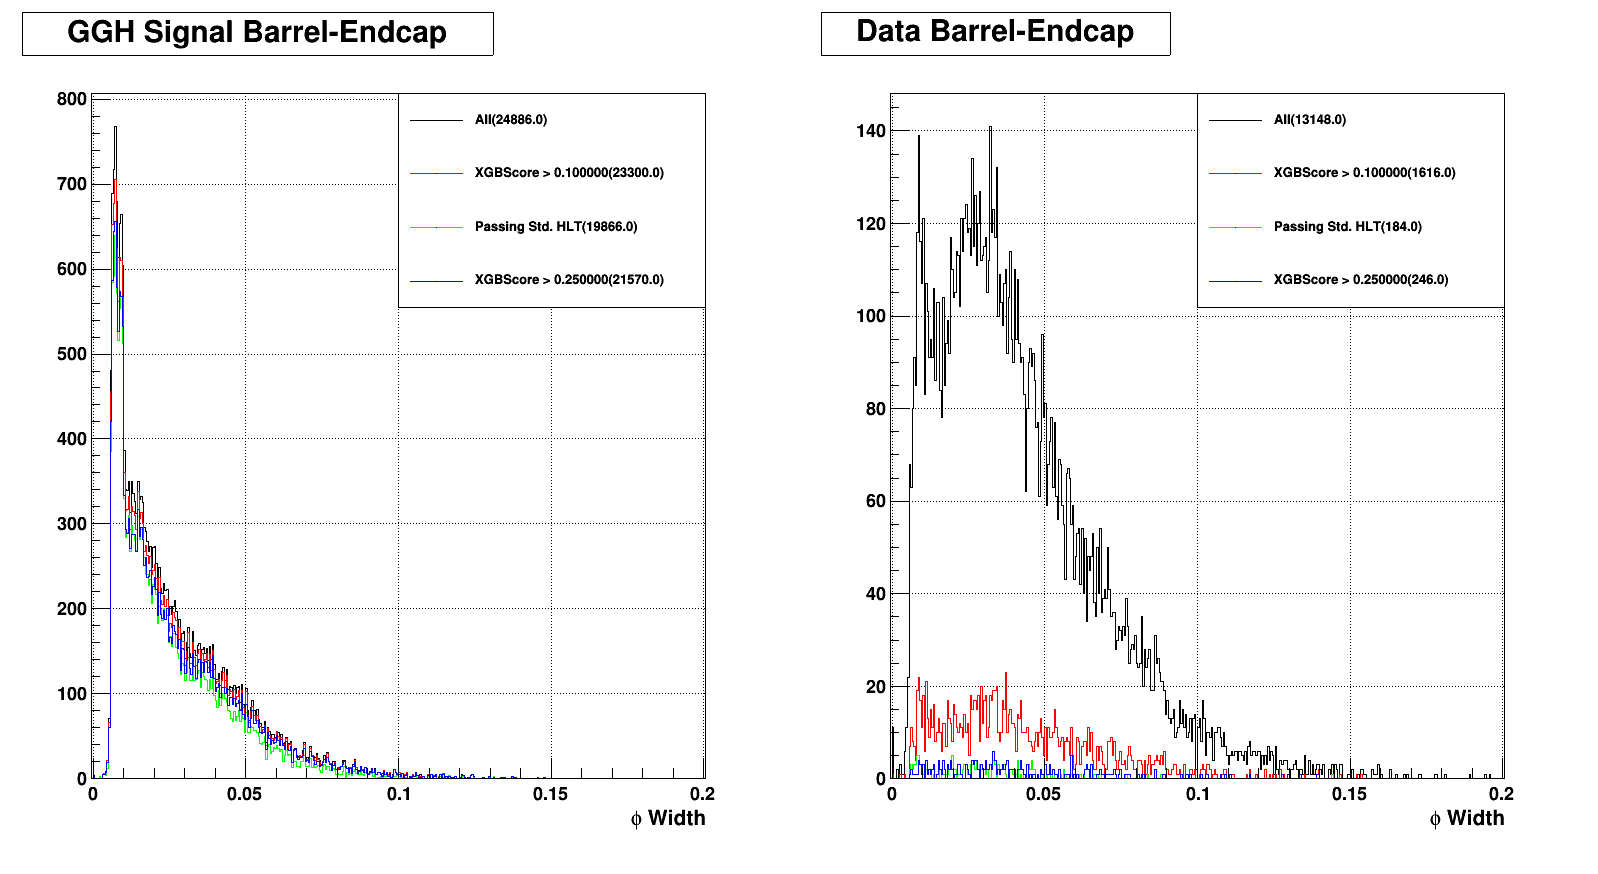 GGH Signal Barrel-Endcap
800
700
600
500
400
300
200
100
0
0 0.05 0.1 0.15 0.2
ϕ Width
All(24886.0)
XGBScore > 0.100000(23300.0)
Passing Std. HLT(19866.0)
XGBScore > 0.250000(21570.0)
Data Barrel-Endcap
140
120
100
80
60
40
20
0
0 0.05 0.1 0.15 0.2
ϕ Width
All(13148.0)
XGBScore > 0.100000(1616.0)
Passing Std. HLT(184.0)
XGBScore > 0.250000(246.0)